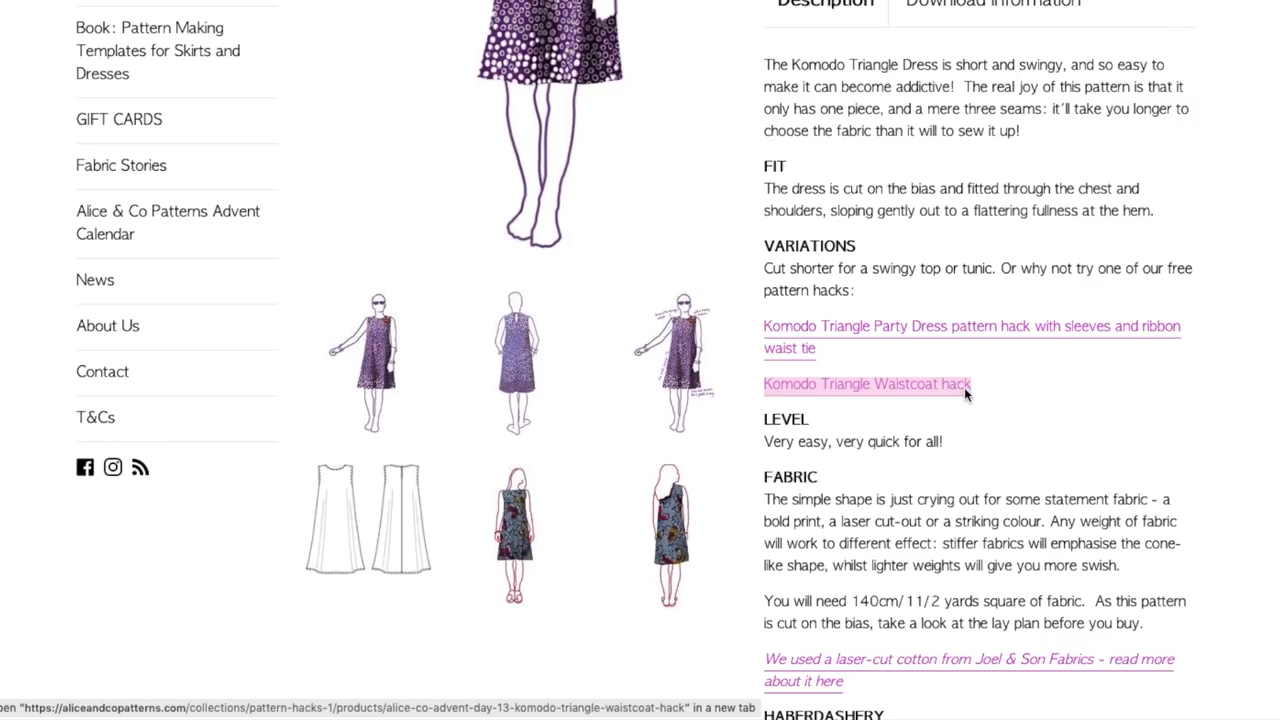 Book: Pattern Making
Templates for Skirts and
Dresses
GIFT CARDS
Fabric Stories
Alice & Co Patterns Advent
Calendar
News
About Us
Contact
T&Cs
Description
Download Information
The Komodo Triangle Dress is short and swingy, and so easy to
make it can become addictive! The real joy of this pattern is that it
only has one piece, and a mere three seams: it'll take you longer to
choose the fabric than it will to sew it up!
FIT
The dress is cut on the bias and fitted through the chest and
shoulders, sloping gently out to a flattering fullness at the hem.
VARIATIONS
Cut shorter for a swingy top or tunic. Or why not try one of our free
pattern hacks:
Komodo Triangle Party Dress pattern hack with sleeves and ribbon
waist tie
Komodo Triangle Waistcoat hack
LEVEL
Very easy, very quick for all!
FABRIC
The simple shape is just crying out for some statement fabric - a
bold print, a laser cut-out or a striking colour. Any weight of fabric
will work to different effect: stiffer fabrics will emphasise the cone-
like shape, whilst lighter weights will give you more swish.
You will need 140cm/11/2 yards square of fabric. As this pattern
is cut on the bias, take a look at the lay plan before you buy.
We used a laser-cut cotton from Joel & Son Fabrics - read more
about it here
HABERDASHERY
pen "https://aliceandcopatterns.com/collections/pattern-hacks-1/products/alice-co-advent-day-13-komodo-triangle-waistcoat-hack" in a new tab